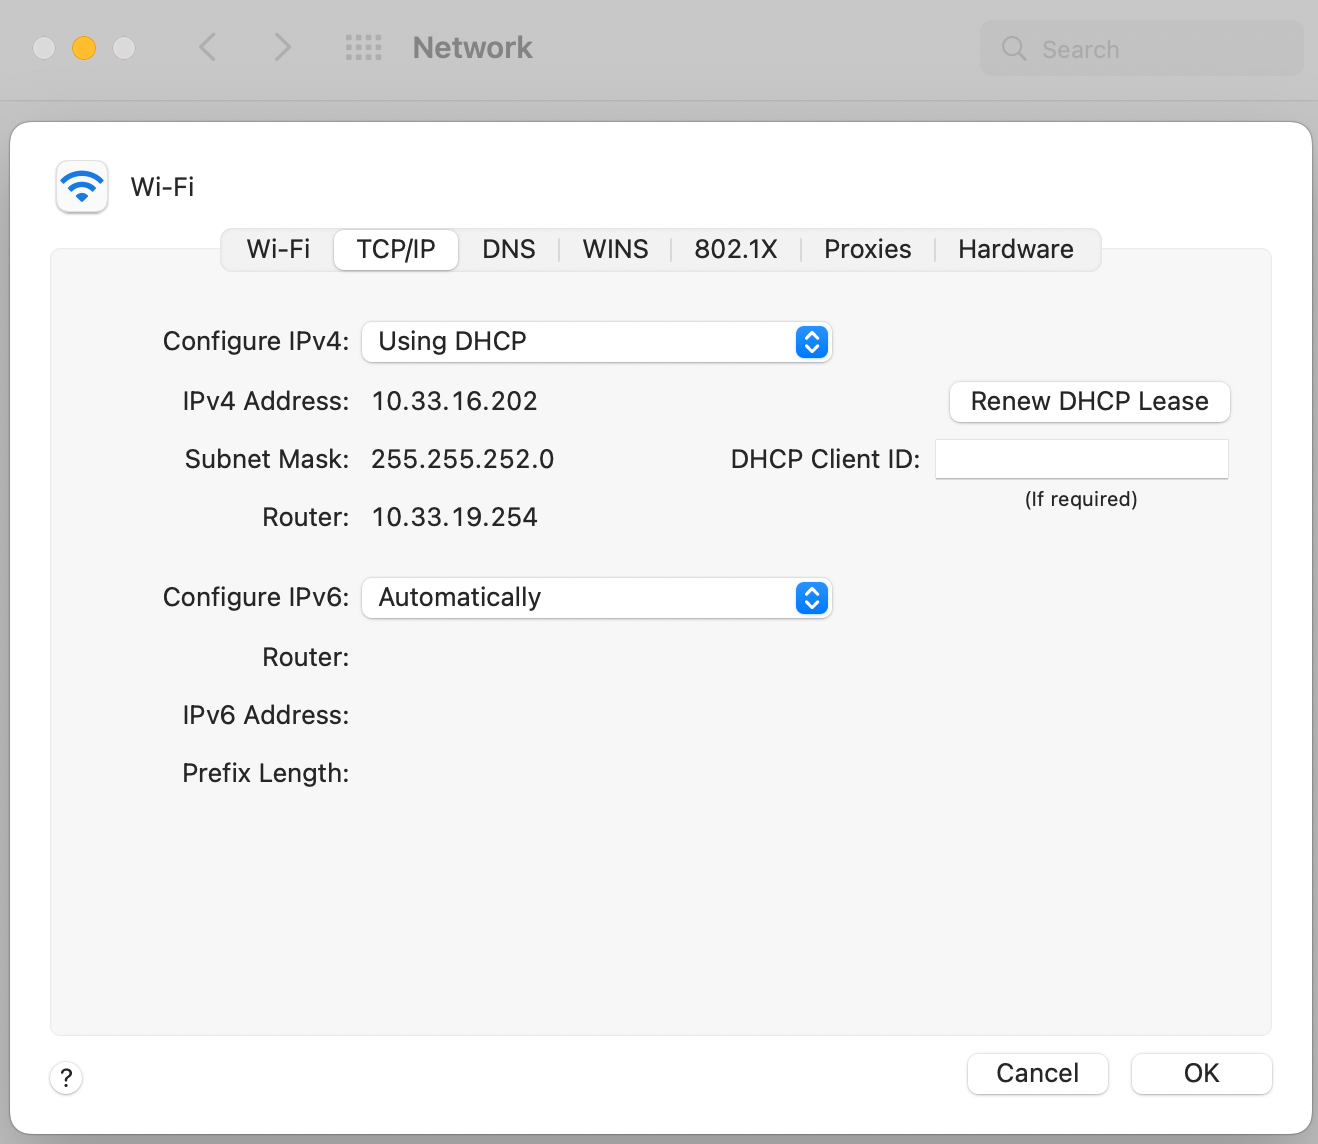 Network
Search
Wi-Fi
Wi-Fi TCP/IP DNS WINS 802.1X Proxies Hardware
Configure IPv4: Using DHCP
IPv4 Address: 10.33.16.202 Renew DHCP Lease
Subnet Mask: 255.255.252.0 DHCP Client ID:
(If required)
Router: 10.33.19.254
Configure IPv6: Automatically
Router:
IPv6 Address:
Prefix Length:
? Cancel OK